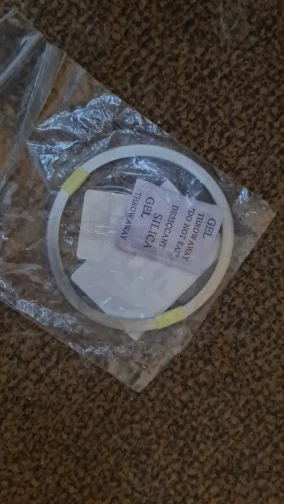 GEL
THROW AWAY
"DO NOT EAT"
DESICCANT
SILICA
GEL
THROW AWAY